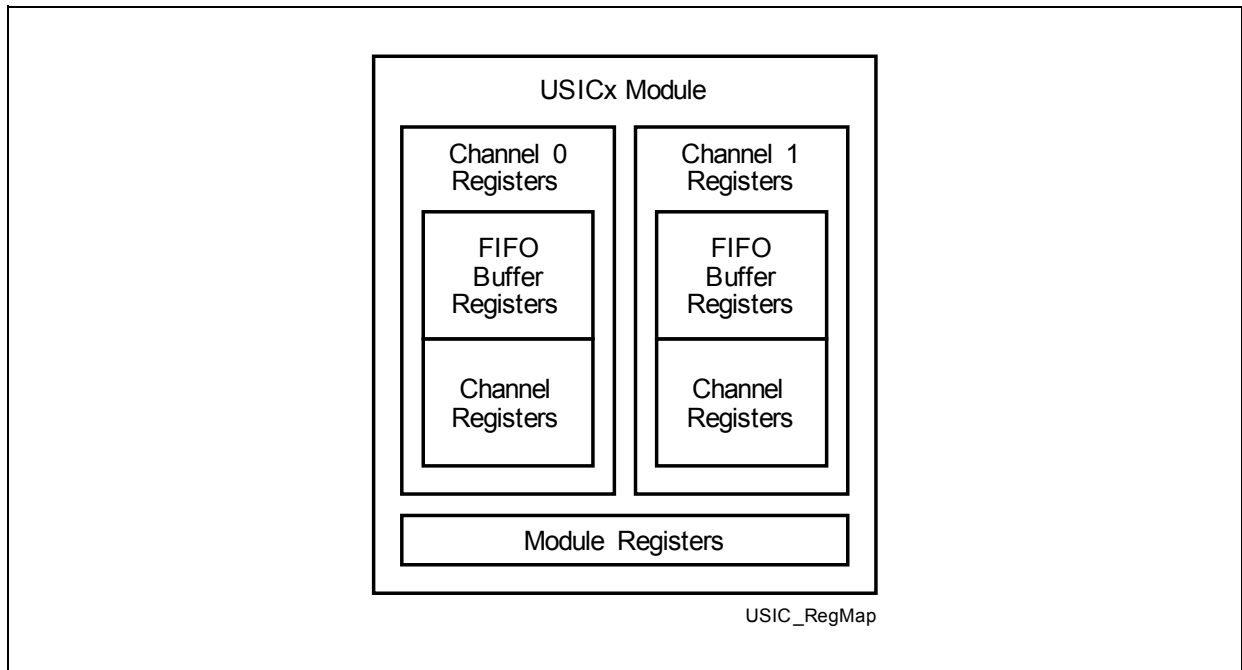 USICx Module
Channel 0
Registers
FIFO
Buffer
Registers
Channel
Registers
Channel 1
Registers
FIFO
Buffer
Registers
Channel
Registers
Module Registers
USIC_RegMap